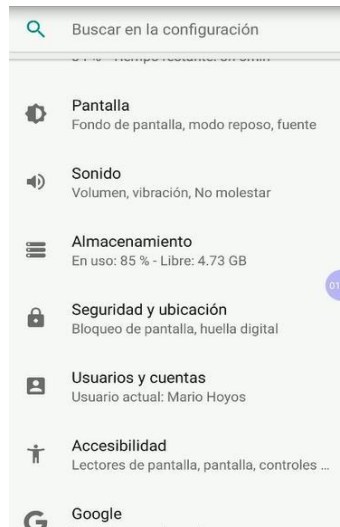 Buscar en la configuración
Pantalla
Fondo de pantalla, modo reposo, fuente
Sonido
Volumen, vibración, No molestar
Almacenamiento
En uso: 85 % - Libre: 4.73 GB
Seguridad y ubicación
Bloqueo de pantalla, huella digital
01
Usuarios y cuentas
Usuario actual: Mario Hoyos
Accesibilidad
Lectores de pantalla, pantalla, controles ...
Google